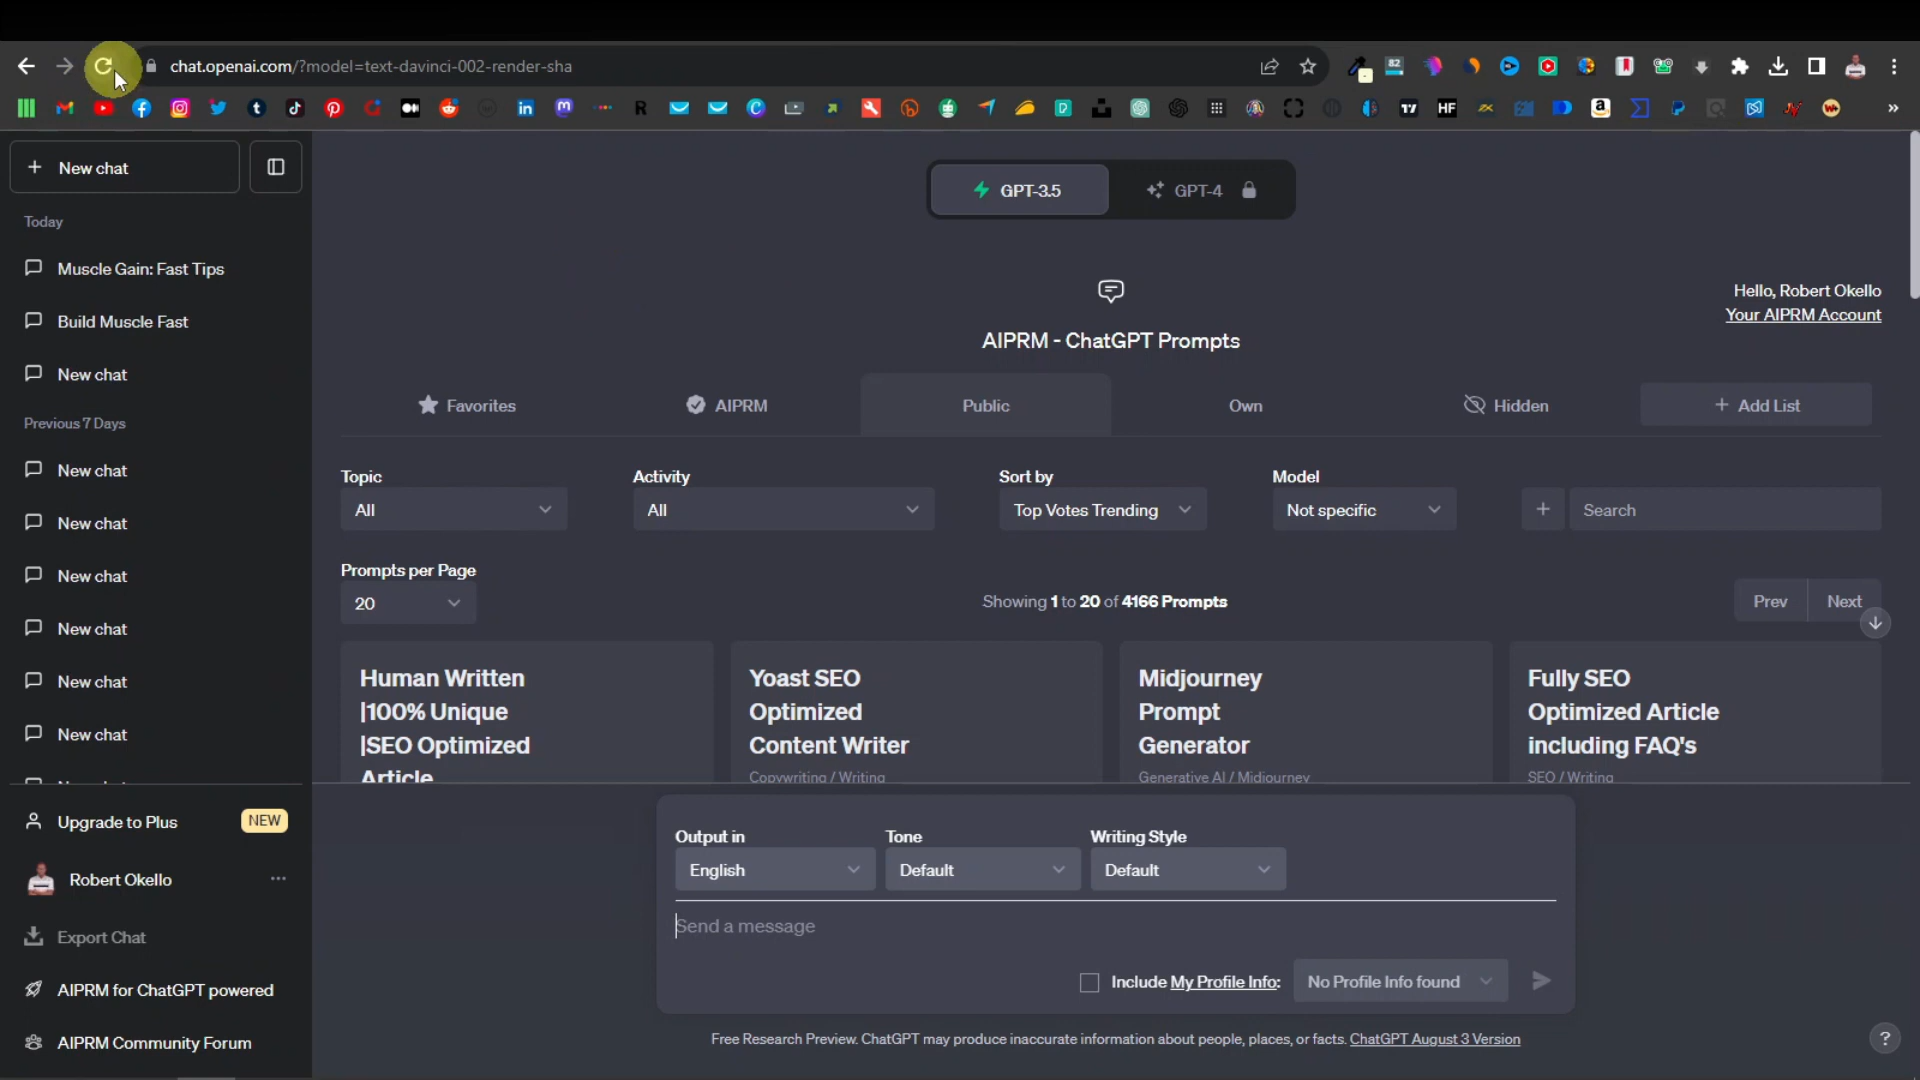 chat.openai.com/?model=text-davinci-002-render-sha
82
New chat
Today
Muscle Gain: Fast Tips
Build Muscle Fast
New chat
Previous 7 Days
New chat
New chat
New chat
New chat
New chat
New chat
Upgrade to Plus
NEW
Robert Okello
Export Chat
AIPRM for ChatGPT powered
AIPRM Community Forum
GPT-3.5
GPT-4
Hello, Robert Okello
Your AIPRM Account
AIPRM - ChatGPT Prompts
Favorites
AIPRM
Public
Own
Hidden
+ Add List
Topic
Activity
Sort by
Model
All
All
Top Votes Trending
Not specific
+
Search
Prompts per Page
20
Showing 1 to 20 of 4166 Prompts
Prev
Next
Human Written
|100% Unique
|SEO Optimized
Article
Yoast SEO
Optimized
Content Writer
Copywriting / Writing
Midjourney
Prompt
Generator
Generative AI / Midjourney
Fully SEO
Optimized Article
including FAQ's
SEO / Writing
Output in
Tone
Writing Style
English
Default
Default
Send a message
Include My Profile Info:
No Profile Info found
Free Research Preview. ChatGPT may produce inaccurate information about people, places, or facts. ChatGPT August 3 Version
?